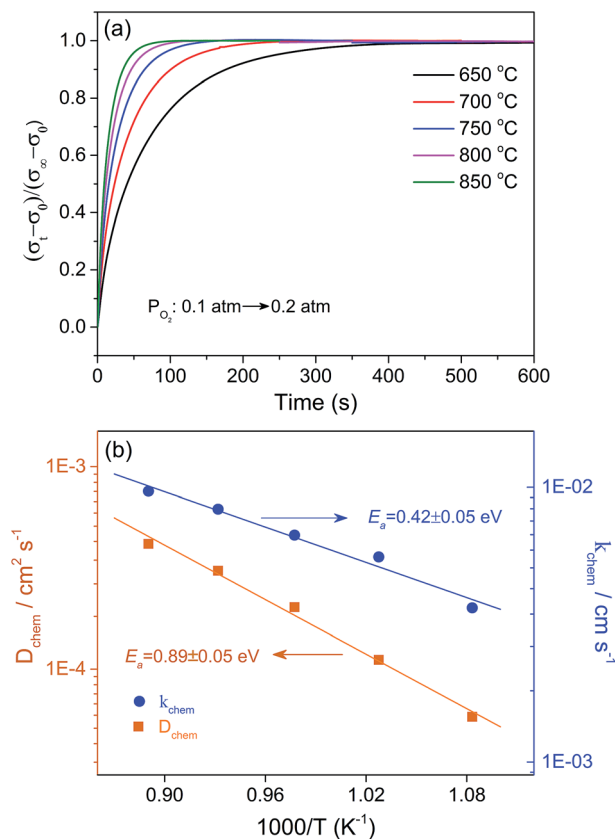 (a)
(σt–σ0)/(σ∞–σ0)
1.0
0.8
0.6
0.4
0.2
0.0
650 °C
700 °C
750 °C
800 °C
850 °C
PO2: 0.1 atm→0.2 atm
0 100 200 300 400 500 600
Time (s)
(b)
Dchem / cm² s⁻¹
1E-3
1E-4
Ea=0.42±0.05 eV
Ea=0.89±0.05 eV
kchem
Dchem
1E-02
1E-03
kchem / cm s⁻¹
0.90 0.96 1.02 1.08
1000/T (K⁻¹)